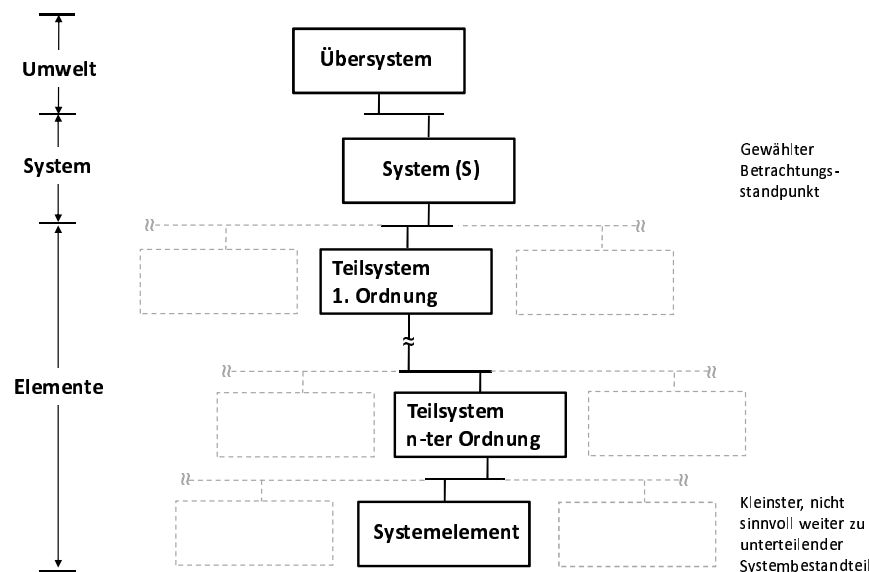 Umwelt
Übersystem
System
System (S)
Gewählter
Betrachtungs-
standpunkt
Teilsystem
1. Ordnung
Elemente
Teilsystem
n-ter Ordnung
Systemelement
Kleinster, nicht
sinnvoll weiter zu
unterteilender
Systembestandteil